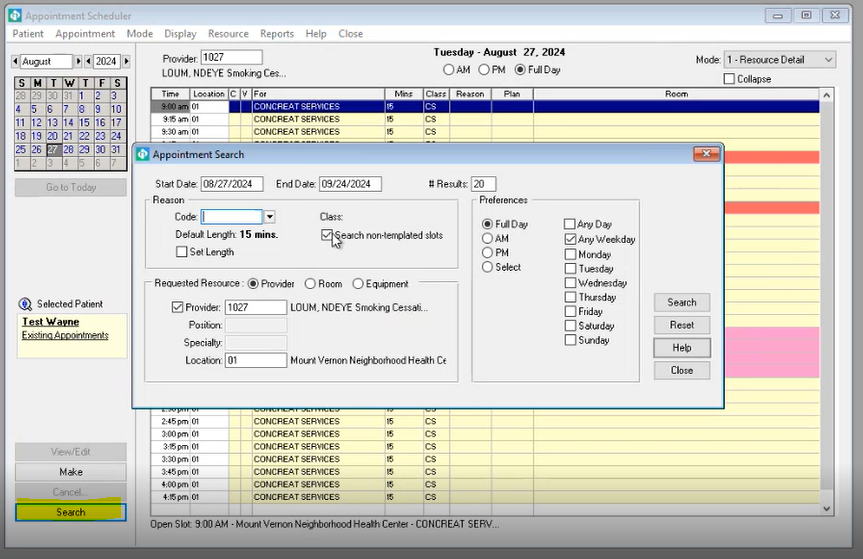 Appointment Scheduler
Patient Appointment Mode Display Resource Reports Help Close
August 2024
Provider: 1027
LOUM, NDEYE Smoking Ces...
Tuesday - August 27, 2024
AM PM Full Day
Mode: 1 - Resource Detail
Collapse
S M T W T F S
28 29 30 31 1 2 3
4 5 6 7 8 9 10
11 12 13 14 15 16 17
18 19 20 21 22 23 24
25 26 27 28 29 30 31
1 2 3 4 5 6 7
Go to Today
Time Location C V For Mins Class Reason Plan Room
9:00 am 01 CONCREAT SERVICES 15 CS
9:15 am 01 CONCREAT SERVICES 15 CS
9:30 am 01 CONCREAT SERVICES 15 CS
Appointment Search
Start Date: 08/27/2024 End Date: 09/24/2024 # Results: 20
Reason
Code:
Class:
Default Length: 15 mins.
Search non-templated slots
Set Length
Requested Resource : Provider Room Equipment
Provider: 1027 LOUM, NDEYE Smoking Cessati...
Position:
Specialty:
Location: 01 Mount Vernon Neighborhood Health Ce
Preferences
Full Day
AM
PM
Select
Any Day
Any Weekday
Monday
Tuesday
Wednesday
Thursday
Friday
Saturday
Sunday
Search
Reset
Help
Close
Selected Patient
Test Wayne
Existing Appointments
2:45 pm 01 CONCREAT SERVICES 15 CS
3:00 pm 01 CONCREAT SERVICES 15 CS
3:15 pm 01 CONCREAT SERVICES 15 CS
3:30 pm 01 CONCREAT SERVICES 15 CS
3:45 pm 01 CONCREAT SERVICES 15 CS
4:00 pm 01 CONCREAT SERVICES 15 CS
4:15 pm 01 CONCREAT SERVICES 15 CS
View/Edit
Make
Cancel...
Search
Open Slot: 9:00 AM - Mount Vernon Neighborhood Health Center - CONCREAT SERV...